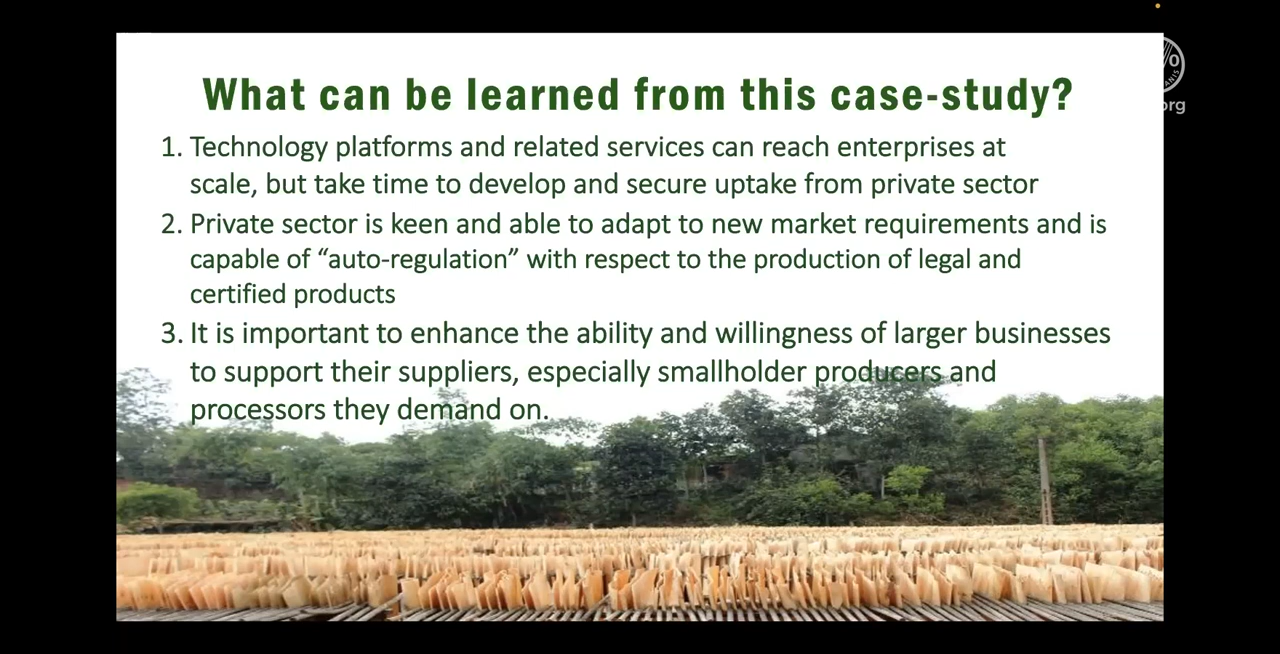 What can be learned from this case-study?
1. Technology platforms and related services can reach enterprises at
scale, but take time to develop and secure uptake from private sector
2. Private sector is keen and able to adapt to new market requirements and is
capable of “auto-regulation” with respect to the production of legal and
certified products
3. It is important to enhance the ability and willingness of larger businesses
to support their suppliers, especially smallholder producers and
processors they demand on.
org